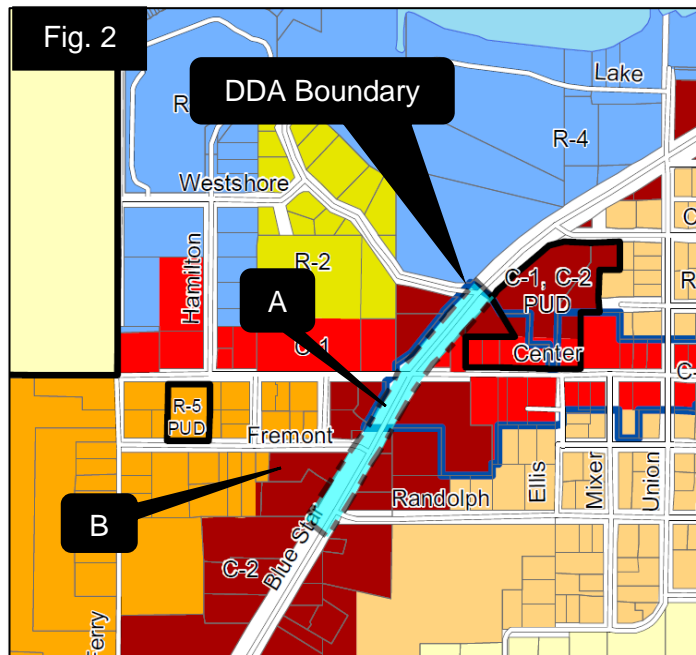 Fig. 2
Lake
DDA Boundary
R
R-4
Westshore
Hamilton
R-2
A
C-1, C-2
PUD
C
R
C-1
Center
C-
R-5
PUD
Fremont
B
Randolph
Ellis
Mixer
Union
C-2
Blue Star
Ferry